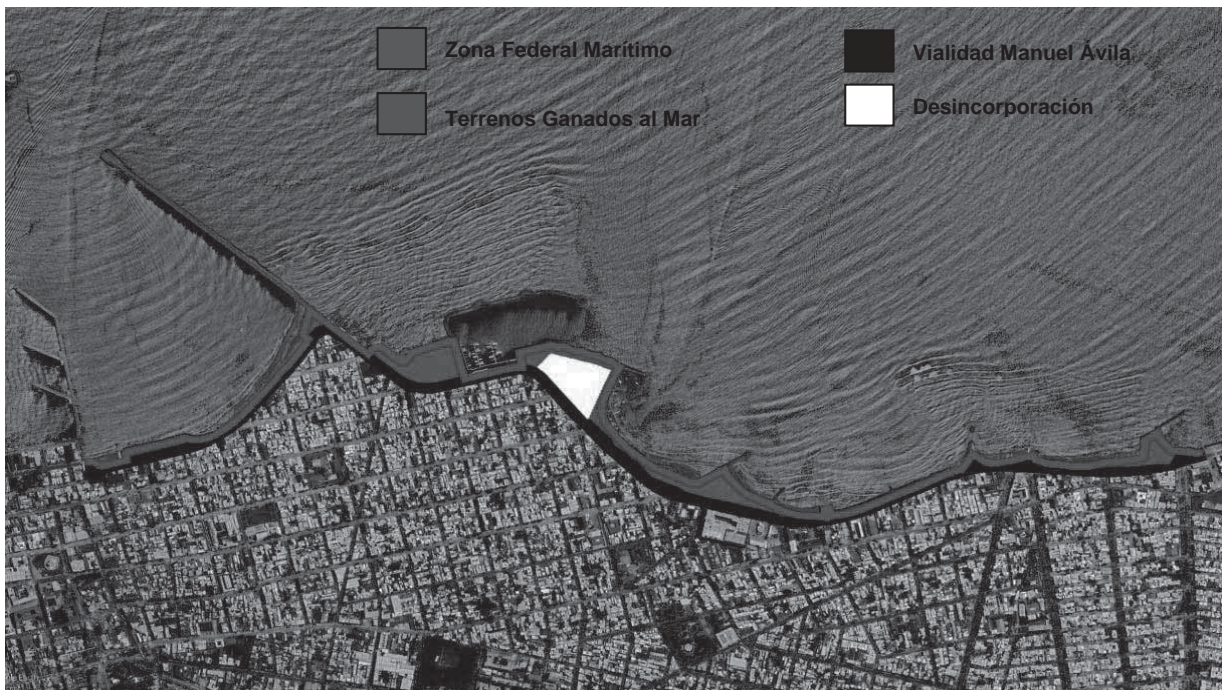 Zona Federal Marítimo
Terrenos Ganados al Mar
Vialidad Manuel Ávila
Desincorporación